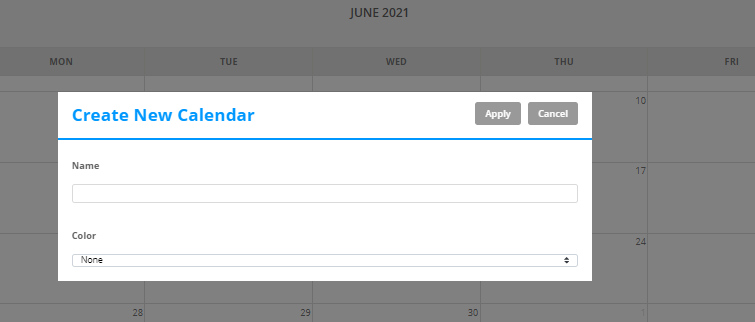 JUNE 2021
MON TUE WED THU FRI
Create New Calendar Apply Cancel
10
Name
17
Color
24
None
28 29 30 1